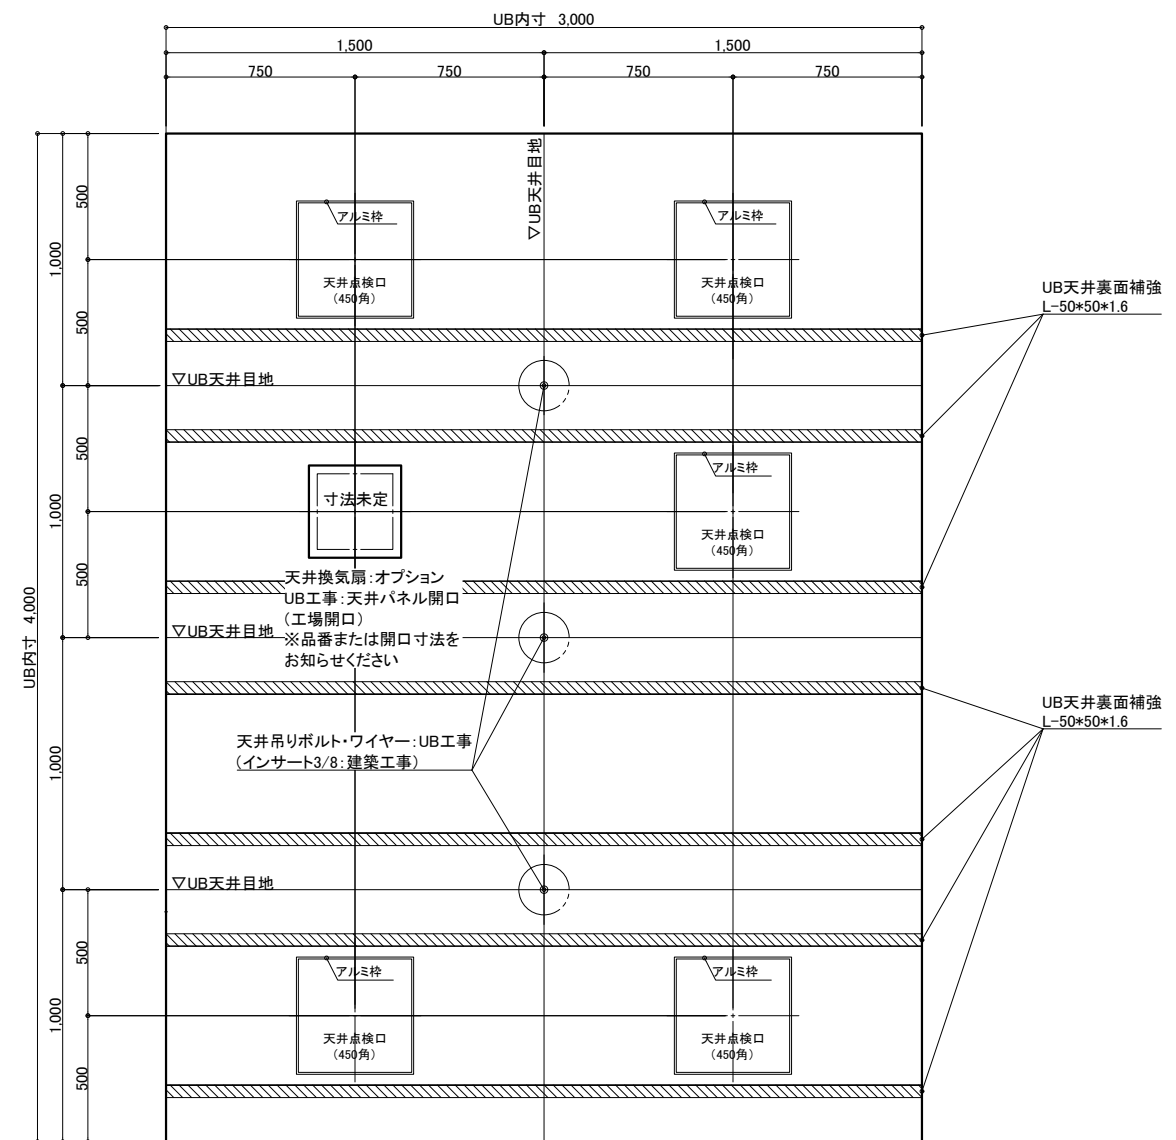 UB内寸 3,000
1,500
1,500
750
750
750
750
▽UB天井目地
500
1,000
500
アルミ枠
天井点検口
(450角)
アルミ枠
天井点検口
(450角)
UB天井裏面補強
L-50*50*1.6
▽UB天井目地
500
1,000
500
寸法未定
アルミ枠
天井点検口
(450角)
天井換気扇:オプション
UB工事:天井パネル開口
(工場開口)
※品番または開口寸法を
お知らせください
▽UB天井目地
UB内寸 4,000
UB天井裏面補強
L-50*50*1.6
天井吊りボルト・ワイヤー:UB工事
(インサート3/8:建築工事)
1,000
▽UB天井目地
500
1,000
500
アルミ枠
天井点検口
(450角)
アルミ枠
天井点検口
(450角)